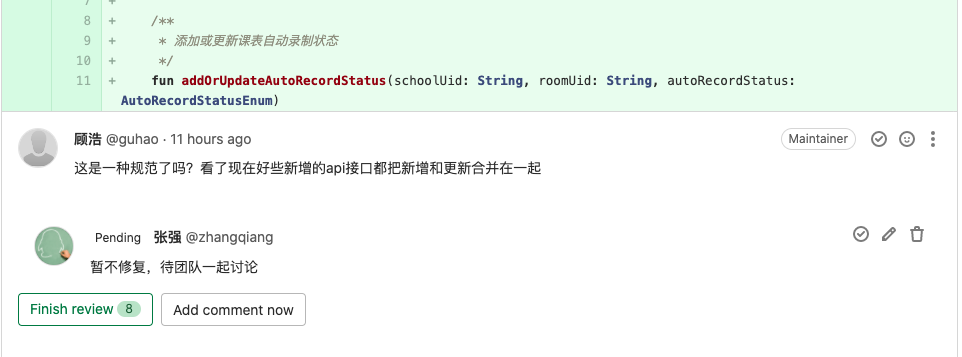 7 +
8 + /**
9 + * 添加或更新课表自动录制状态
10 + */
11 + fun addOrUpdateAutoRecordStatus(schoolUid: String, roomUid: String, autoRecordStatus:
AutoRecordStatusEnum)
顾浩 @guhao · 11 hours ago Maintainer
这是一种规范了吗？看了现在好些新增的api接口都把新增和更新合并在一起
Pending 张强 @zhangqiang
暂不修复，待团队一起讨论
Finish review 8 Add comment now